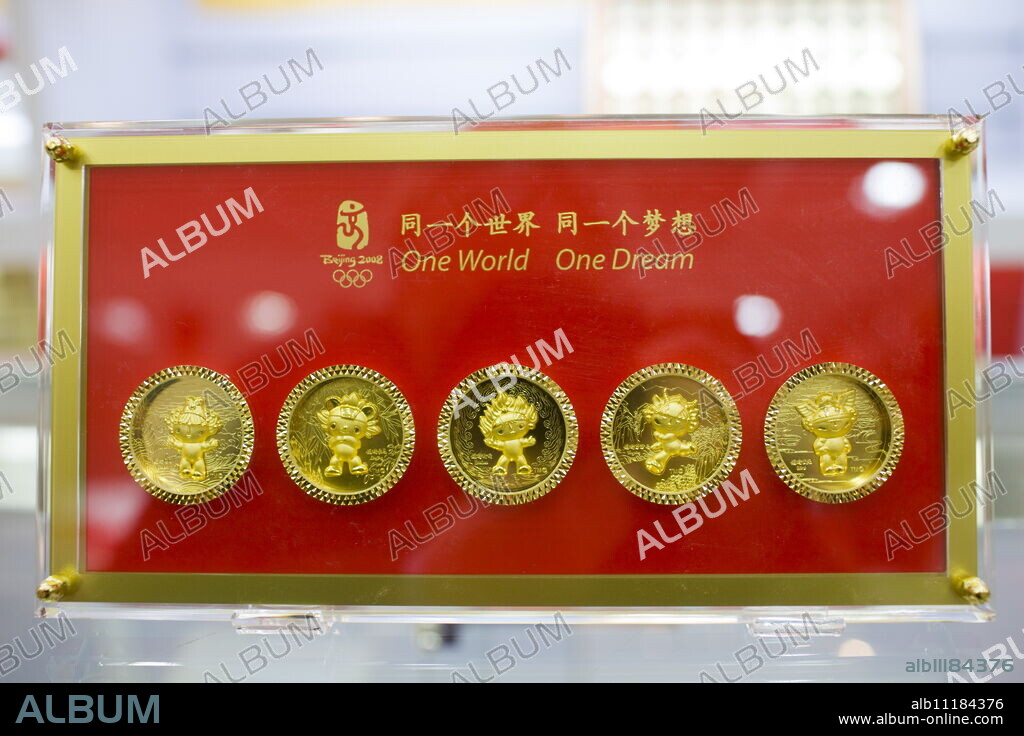 同一个世界 同一个梦想
One World One Dream
Beijing 2008
albIII84376
ALBUM
alb11184376
www.album-online.com